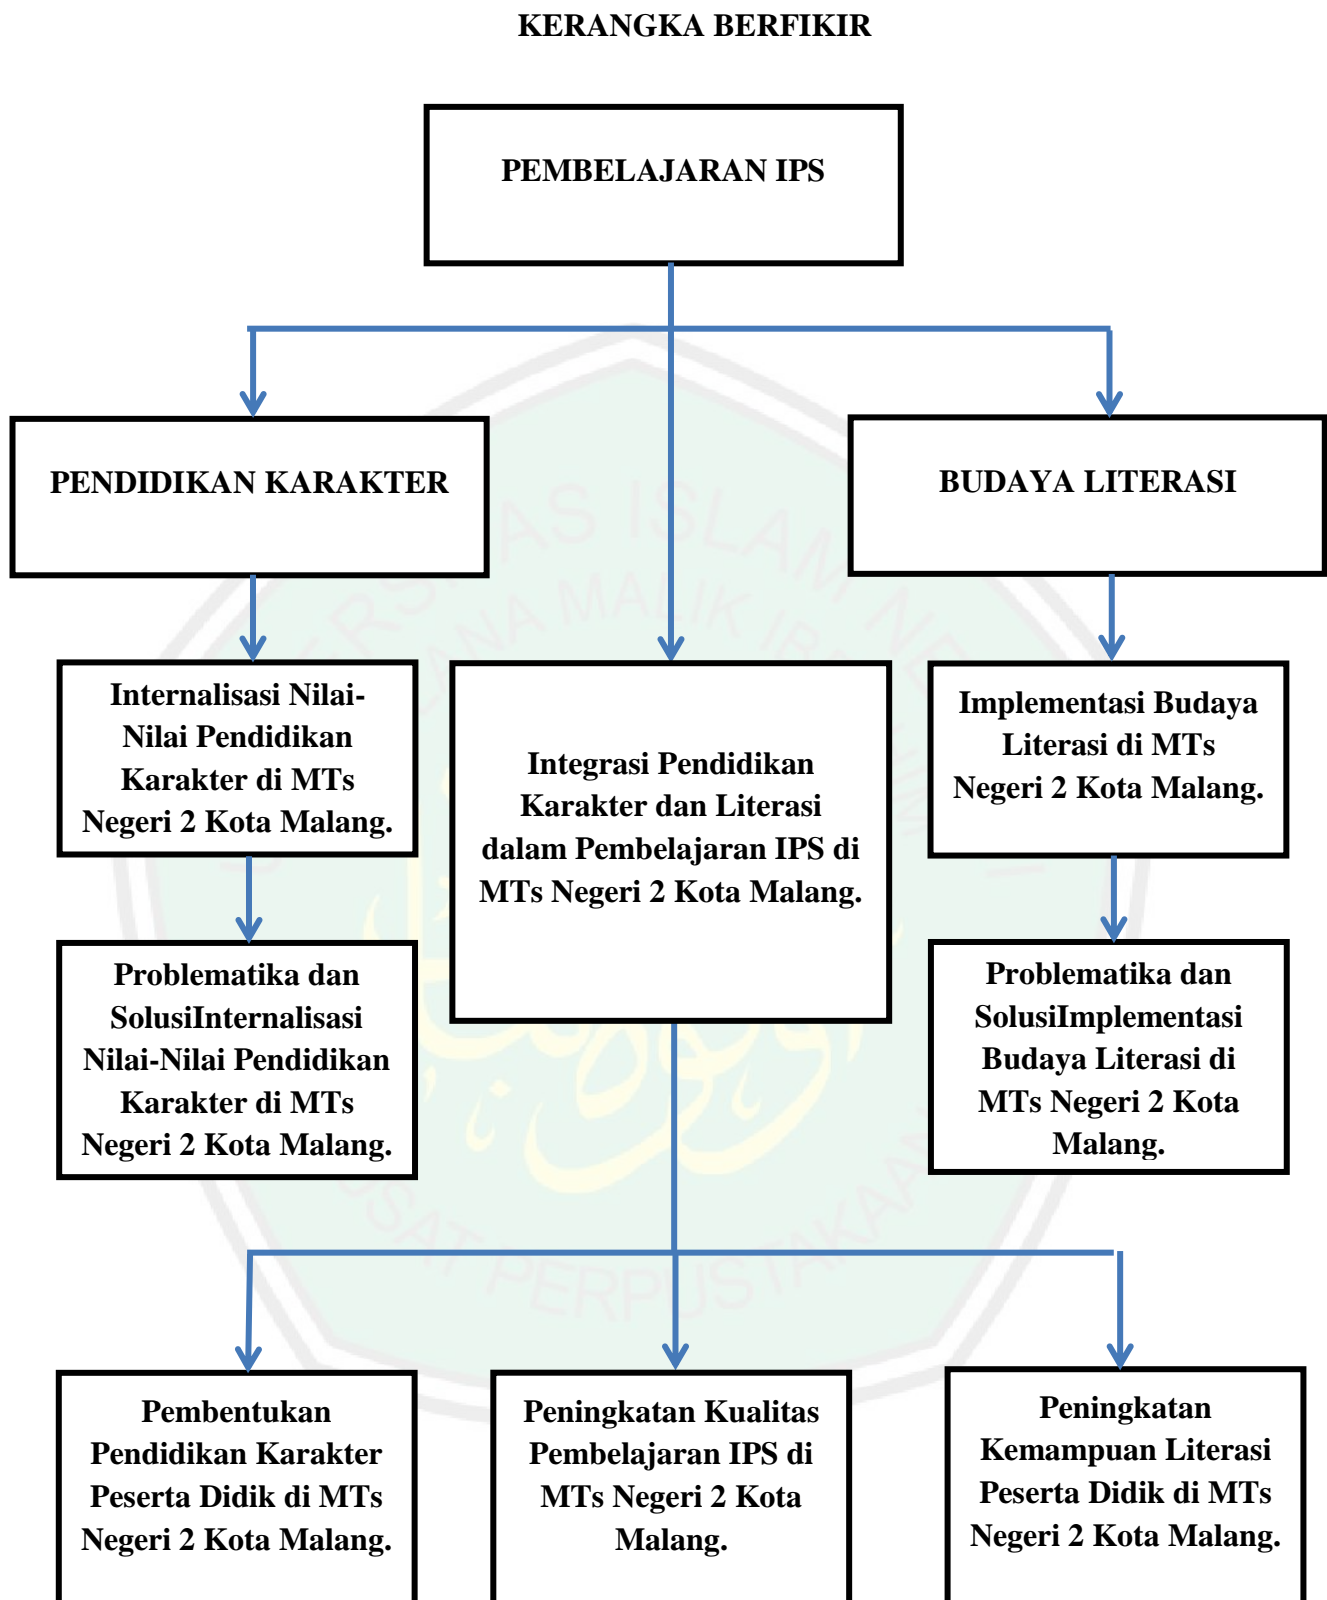 KERANGKA BERFIKIR
PEMBELAJARAN IPS
PENDIDIKAN KARAKTER
BUDAYA LITERASI
Internalisasi Nilai-
Nilai Pendidikan
Karakter di MTs
Negeri 2 Kota Malang.
Integrasi Pendidikan
Karakter dan Literasi
dalam Pembelajaran IPS di
MTs Negeri 2 Kota Malang.
Implementasi Budaya
Literasi di MTs
Negeri 2 Kota Malang.
Problematika dan
SolusiInternalisasi
Nilai-Nilai Pendidikan
Karakter di MTs
Negeri 2 Kota Malang.
Problematika dan
SolusiImplementasi
Budaya Literasi di
MTs Negeri 2 Kota
Malang.
Pembentukan
Pendidikan Karakter
Peserta Didik di MTs
Negeri 2 Kota Malang.
Peningkatan Kualitas
Pembelajaran IPS di
MTs Negeri 2 Kota
Malang.
Peningkatan
Kemampuan Literasi
Peserta Didik di MTs
Negeri 2 Kota Malang.